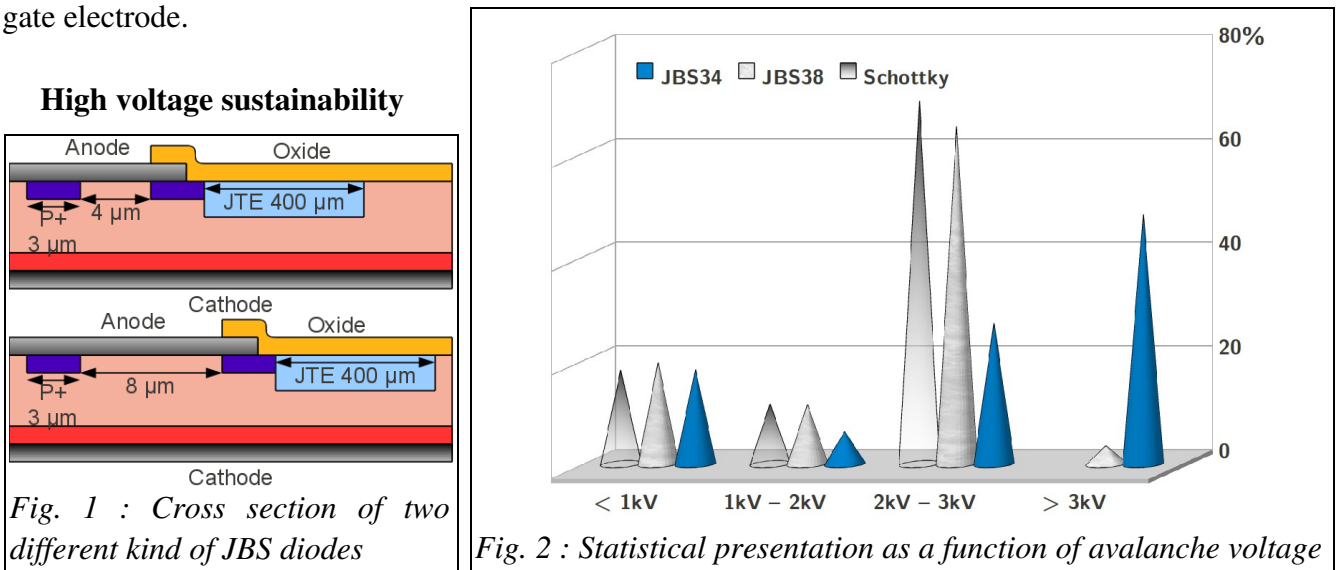 gate electrode.
High voltage sustainability
Anode
Oxide
JTE 400 μm
4 μm
P+
3 μm
Cathode
Anode
Oxide
JTE 400 μm
8 μm
P+
3 μm
Cathode
Fig. 1 : Cross section of two
different kind of JBS diodes
80%
JBS34 JBS38 Schottky
60
40
20
0
< 1kV 1kV – 2kV 2kV – 3kV > 3kV
Fig. 2 : Statistical presentation as a function of avalanche voltage